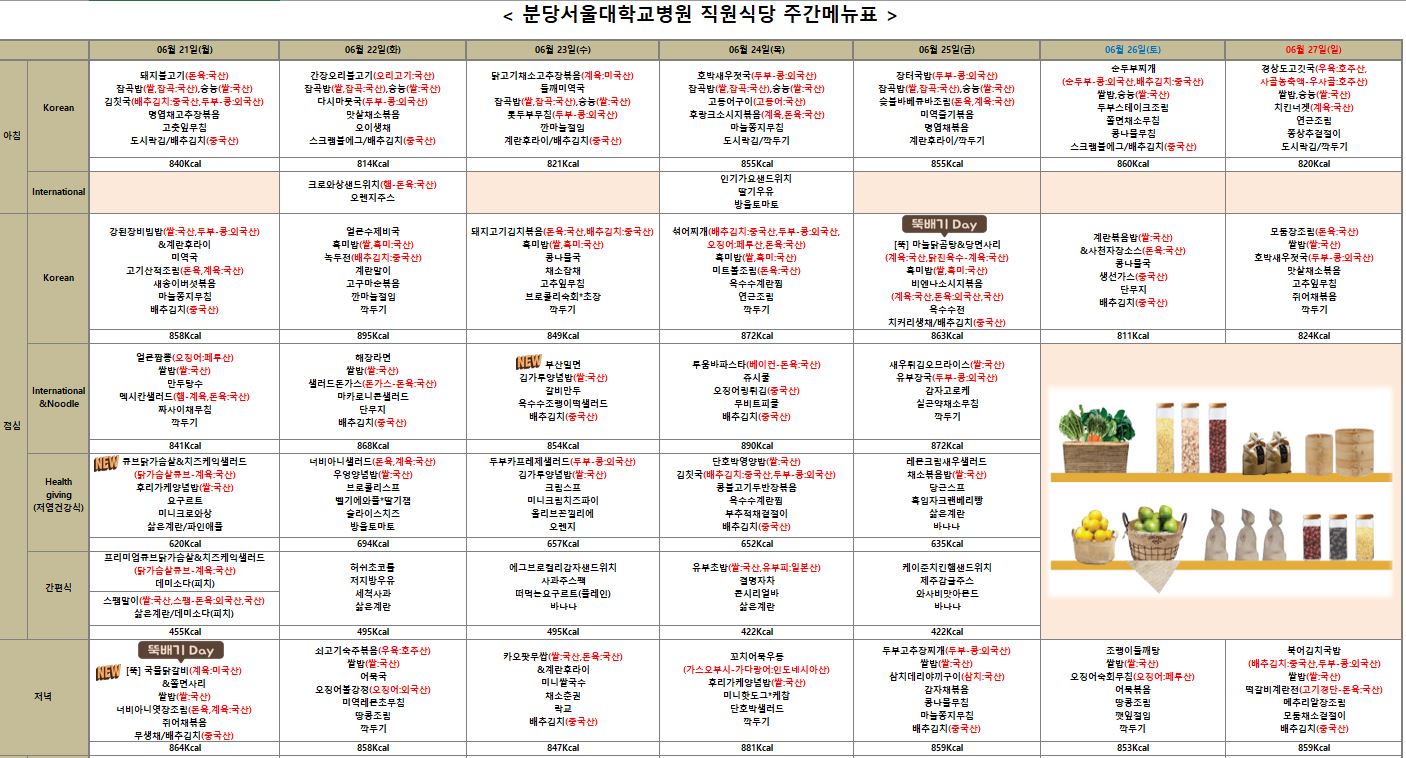 < 분당서울대학교병원 직원식당 주간메뉴표 >
06월 21일(월)
06월 22일(화)
06월 23일(수)
06월 24일(목)
06월 25일(금)
06월 26일(토)
06월 27일(일)
아침
Korean
돼지불고기(돈육:국산)
잡곡밥(쌀,잡곡:국산),숭늉(쌀:국산)
김칫국(배추김치:중국산,두부-콩:외국산)
명엽채고추장볶음
고춧잎무침
도시락김/배추김치(중국산)
840Kcal
간장오리불고기(오리고기:국산)
잡곡밥(쌀,잡곡:국산),숭늉(쌀:국산)
다시마뭇국(두부-콩:외국산)
맛살채소볶음
오이생채
스크램블에그/배추김치(중국산)
814Kcal
닭고기채소고추장볶음(계육:미국산)
들깨미역국
잡곡밥(쌀,잡곡:국산),숭늉(쌀:국산)
톳두부무침(두부-콩:외국산)
깐마늘절임
계란후라이/배추김치(중국산)
821Kcal
호박새우젓국(두부-콩:외국산)
잡곡밥(쌀,잡곡:국산),숭늉(쌀:국산)
고등어구이(고등어:국산)
후랑크소시지볶음(계육,돈육:국산)
마늘쫑지무침
도시락김/깍두기
855Kcal
장터국밥(두부-콩:외국산)
잡곡밥(쌀,잡곡:국산),숭늉(쌀:국산)
숯불바베큐바조림(돈육,계육:국산)
미역줄기볶음
명엽채볶음
계란후라이/깍두기
855Kcal
순두부찌개
(순두부-콩:외국산,배추김치:중국산)
쌀밥,숭늉(쌀:국산)
두부스테이크조림
쫄면채소무침
콩나물무침
스크램블에그/배추김치(중국산)
860Kcal
경상도고깃국(우육:호주산,
사골농축액-우사골:호주산)
쌀밥,숭늉(쌀:국산)
치킨너겟(계육:국산)
연근조림
쫑상추겉절이
도시락김/깍두기
820Kcal
International
크로와상샌드위치(햄-돈육:국산)
오렌지주스
인기가요샌드위치
딸기우유
방울토마토
점심
Korean
강된장비빔밥(쌀:국산,두부-콩:외국산)
&계란후라이
미역국
고기산적조림(돈육,계육:국산)
새송이버섯볶음
마늘쫑지무침
배추김치(중국산)
858Kcal
얼큰수제비국
흑미밥(쌀,흑미:국산)
녹두전(배추김치:중국산)
계란말이
고구마순볶음
깐마늘절임
깍두기
895Kcal
돼지고기김치볶음(돈육:국산,배추김치:중국산)
흑미밥(쌀,흑미:국산)
콩나물국
채소잡채
고추잎무침
브로콜리숙회*초장
깍두기
849Kcal
섞어찌개(배추김치:중국산,두부-콩:외국산,
오징어:페루산,돈육:국산)
흑미밥(쌀,흑미:국산)
미트볼조림(돈육:국산)
옥수수계란찜
연근조림
깍두기
872Kcal
뚝배기 Day
[뚝] 마늘닭곰탕&당면사리
(계육:국산,닭진육수-계육:국산)
흑미밥(쌀,흑미:국산)
비엔나소시지볶음
(계육:국산,돈육:외국산,국산)
옥수수전
치커리생채/배추김치(중국산)
863Kcal
계란볶음밥(쌀:국산)
&사천자장소스(돈육:국산)
콩나물국
생선가스(중국산)
단무지
배추김치(중국산)
811Kcal
모둠장조림(돈육:국산)
쌀밥(쌀:국산)
호박새우젓국(두부-콩:외국산)
맛살채소볶음
고추잎무침
쥐어채볶음
깍두기
824Kcal
International
&Noodle
얼큰짬뽕(오징어:페루산)
쌀밥(쌀:국산)
만두탕수
멕시칸샐러드(햄-계육,돈육:국산)
짜사이채무침
깍두기
841Kcal
해장라면
쌀밥(쌀:국산)
샐러드돈가스(돈가스-돈육:국산)
마카로니콘샐러드
단무지
배추김치(중국산)
868Kcal
NEW 부산밀면
김가루양념밥(쌀:국산)
갈비만두
옥수수조랭이떡샐러드
배추김치(중국산)
854Kcal
투움바파스타(베이컨-돈육:국산)
쥬시쿨
오징어링튀김(중국산)
무비트피클
배추김치(중국산)
890Kcal
새우튀김오므라이스(쌀:국산)
유부장국(두부-콩:외국산)
감자고로케
실곤약채소무침
깍두기
872Kcal
Health
giving
(저염건강식)
NEW 큐브닭가슴살&치즈케익샐러드
(닭가슴살큐브-계육:국산)
후리가케양념밥(쌀:국산)
요구르트
미니크로와상
삶은계란/파인애플
620Kcal
너비아니샐러드(돈육,계육:국산)
우엉양념밥(쌀:국산)
브로콜리스프
벨기에와플*딸기잼
슬라이스치즈
방울토마토
694Kcal
두부카프레제샐러드(두부-콩:외국산)
김가루양념밥(쌀:국산)
크림스프
미니크림치즈파이
올리브꼰낄리에
오렌지
657Kcal
단호박영양밥(쌀:국산)
김칫국(배추김치:중국산,두부-콩:외국산)
콩불고기두반장볶음
옥수수계란찜
부추적채겉절이
배추김치(중국산)
652Kcal
레몬크림새우샐러드
채소볶음밥(쌀:국산)
당근스프
흑임자크랜베리빵
삶은계란
바나나
635Kcal
간편식
프리미엄큐브닭가슴살&치즈케익샐러드
(닭가슴살큐브-계육:국산)
데미소다(피치)
스팸말이(쌀:국산,스팸-돈육:외국산,국산)
삶은계란/데미소다(피치)
455Kcal
허쉬초코롤
저지방우유
세척사과
삶은계란
495Kcal
에그브로컬리감자샌드위치
사과주스팩
떠먹는요구르트(플레인)
바나나
495Kcal
유부초밥(쌀:국산,유부피:일본산)
결명자차
콘시리얼바
삶은계란
422Kcal
케이준치킨햄샌드위치
제주감귤주스
와사비맛아몬드
바나나
422Kcal
저녁
뚝배기 Day
NEW [뚝] 국물닭갈비(계육:미국산)
&쫄면사리
쌀밥(쌀:국산)
너비아니엿장조림(돈육,계육:국산)
쥐어채볶음
무생채/배추김치(중국산)
864Kcal
쇠고기숙주볶음(우육:호주산)
쌀밥(쌀:국산)
어묵국
오징어볼강정(오징어:외국산)
미역레몬초무침
땅콩조림
깍두기
858Kcal
카오팟무쌉(쌀:국산,돈육:국산)
&계란후라이
미니쌀국수
채소춘권
락교
배추김치(중국산)
847Kcal
꼬치어묵우동
(가스오부시-가다랑어:인도네시아산)
후리가케양념밥(쌀:국산)
미니핫도그*케찹
단호박샐러드
깍두기
881Kcal
두부고추장찌개(두부-콩:외국산)
쌀밥(쌀:국산)
삼치데리야끼구이(삼치:국산)
감자채볶음
콩나물무침
마늘쫑지무침
배추김치(중국산)
859Kcal
조랭이들깨탕
쌀밥(쌀:국산)
오징어숙회무침(오징어:페루산)
어묵볶음
땅콩조림
깻잎절임
깍두기
853Kcal
북어김치국밥
(배추김치:중국산,두부-콩:외국산)
쌀밥(쌀:국산)
떡갈비계란전(고기경단-돈육:국산)
메추리알장조림
모둠채소겉절이
배추김치(중국산)
859Kcal